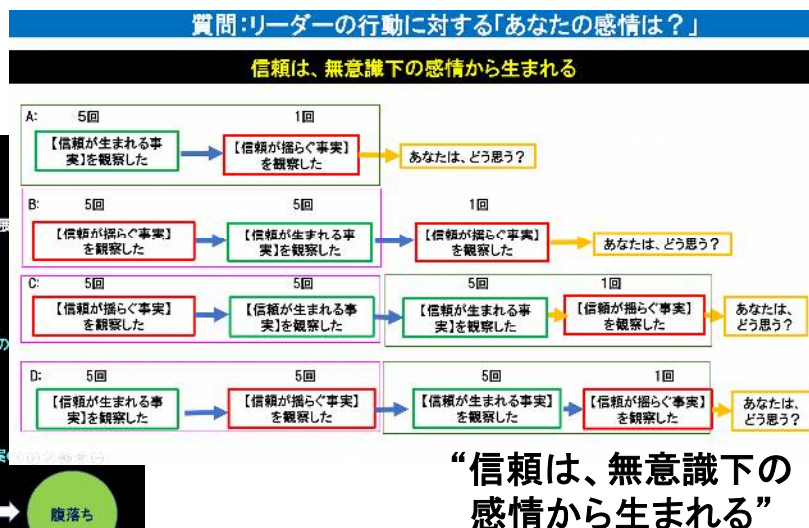 質問:リーダーの行動に対する「あなたの感情は？」
信頼は、無意識下の感情から生まれる
A: 5回 1回
【信頼が生まれる事
実】を観察した
【信頼が揺らぐ事実】
を観察した
あなたは、どう思う？
B: 5回 5回 1回
【信頼が揺らぐ事実】
を観察した
【信頼が生まれる事
実】を観察した
【信頼が揺らぐ事実】
を観察した
あなたは、どう思う？
C: 5回 5回 5回 1回
【信頼が揺らぐ事実】
を観察した
【信頼が生まれる事
実】を観察した
【信頼が生まれる事
実】を観察した
【信頼が揺らぐ事実】
を観察した
あなたは、
どう思う？
の
D: 5回 5回 5回 1回
【信頼が生まれる事
実】を観察した
【信頼が揺らぐ事実】
を観察した
【信頼が生まれる事
実】を観察した
【信頼が揺らぐ事実】
を観察した
あなたは、
どう思う？
“信頼は、無意識下の
感情から生まれる”
腹落ち